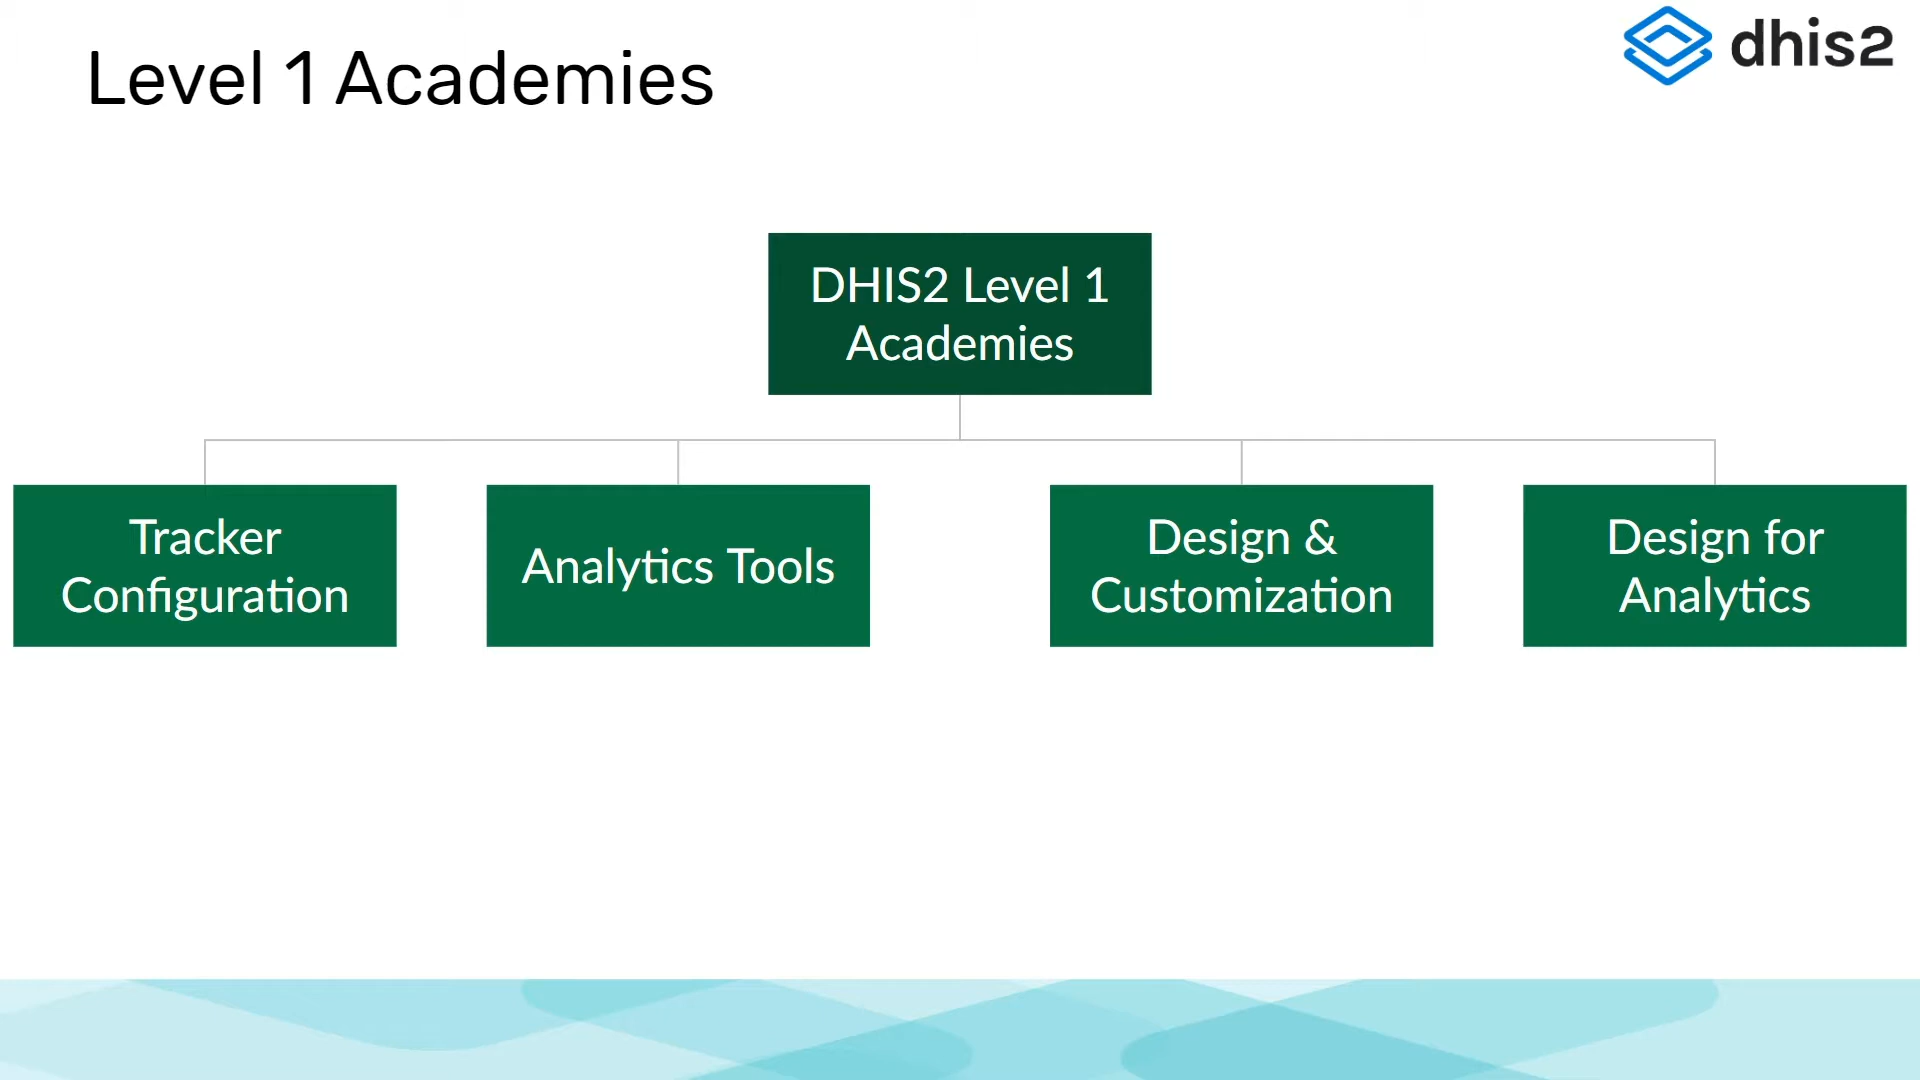 Level 1 Academies
dhis2
DHIS2 Level 1
Academies
Tracker
Configuration
Analytics Tools
Design &
Customization
Design for
Analytics